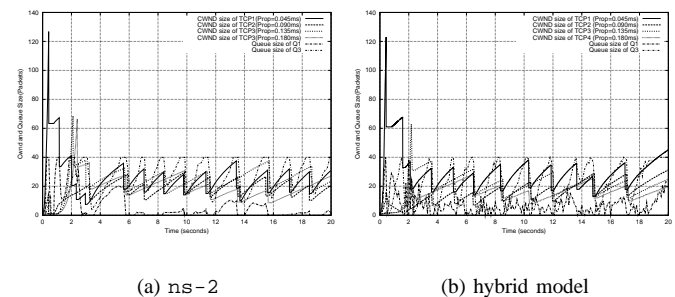 CWND size of TCP1(Prop=0.045ms)
CWND size of TCP2(Prop=0.090ms)
CWND size of TCP3(Prop=0.135ms)
CWND size of TCP3(Prop=0.180ms)
Queue size of Q1
Queue size of Q3
Cwnd and Queue Size(Packets)
140
120
100
80
60
40
20
0
0 2 4 6 8 10 12 14 16 18 20
Time (seconds)
(a) ns-2
CWND size of TCP1 (Prop=0.045ms)
CWND size of TCP2 (Prop=0.090ms)
CWND size of TCP3 (Prop=0.135ms)
CWND size of TCP4 (Prop=0.180ms)
Queue size of Q1
Queue size of Q3
Cwnd and Queue Size (Packets)
140
120
100
80
60
40
20
0
0 2 4 6 8 10 12 14 16 18 20
Time (seconds)
(b) hybrid model